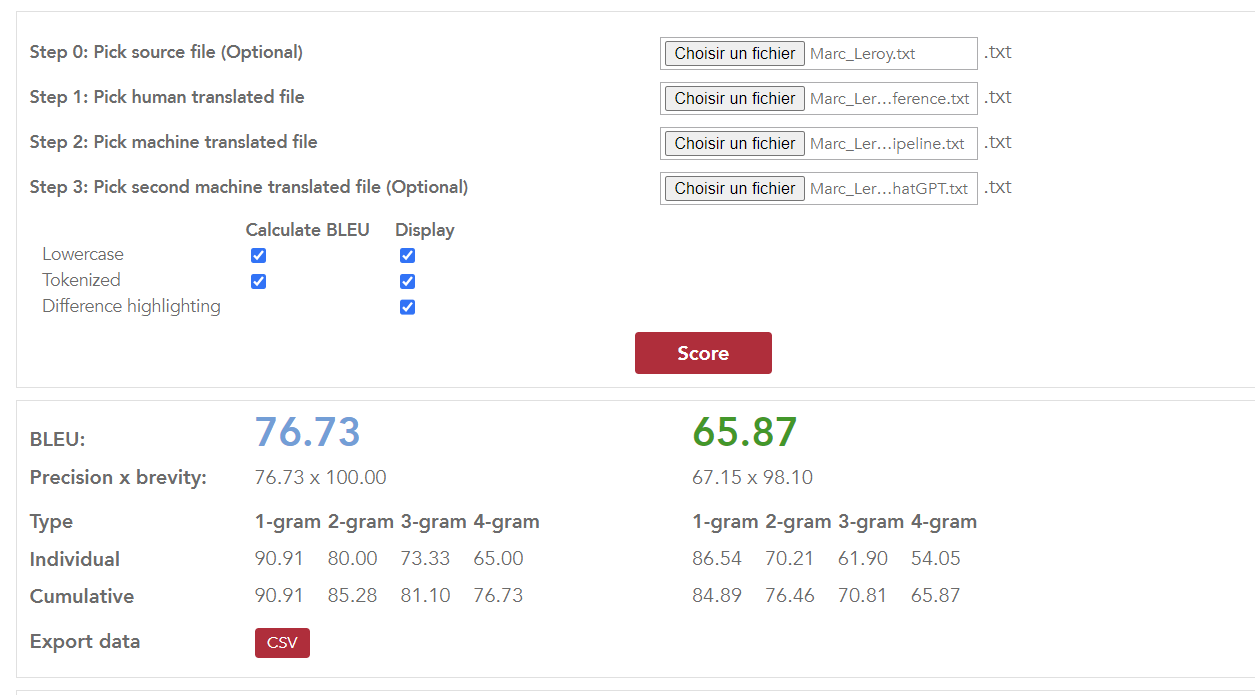 Step 0: Pick source file (Optional) Choisir un fichier Marc_Leroy.txt .txt
Step 1: Pick human translated file Choisir un fichier Marc_Ler...ference.txt .txt
Step 2: Pick machine translated file Choisir un fichier Marc_Ler...ipeline.txt .txt
Step 3: Pick second machine translated file (Optional) Choisir un fichier Marc_Ler...hatGPT.txt .txt
Calculate BLEU Display
Lowercase
Tokenized
Difference highlighting
Score
BLEU: 76.73 65.87
Precision x brevity: 76.73 x 100.00 67.15 x 98.10
Type 1-gram 2-gram 3-gram 4-gram 1-gram 2-gram 3-gram 4-gram
Individual 90.91 80.00 73.33 65.00 86.54 70.21 61.90 54.05
Cumulative 90.91 85.28 81.10 76.73 84.89 76.46 70.81 65.87
Export data CSV